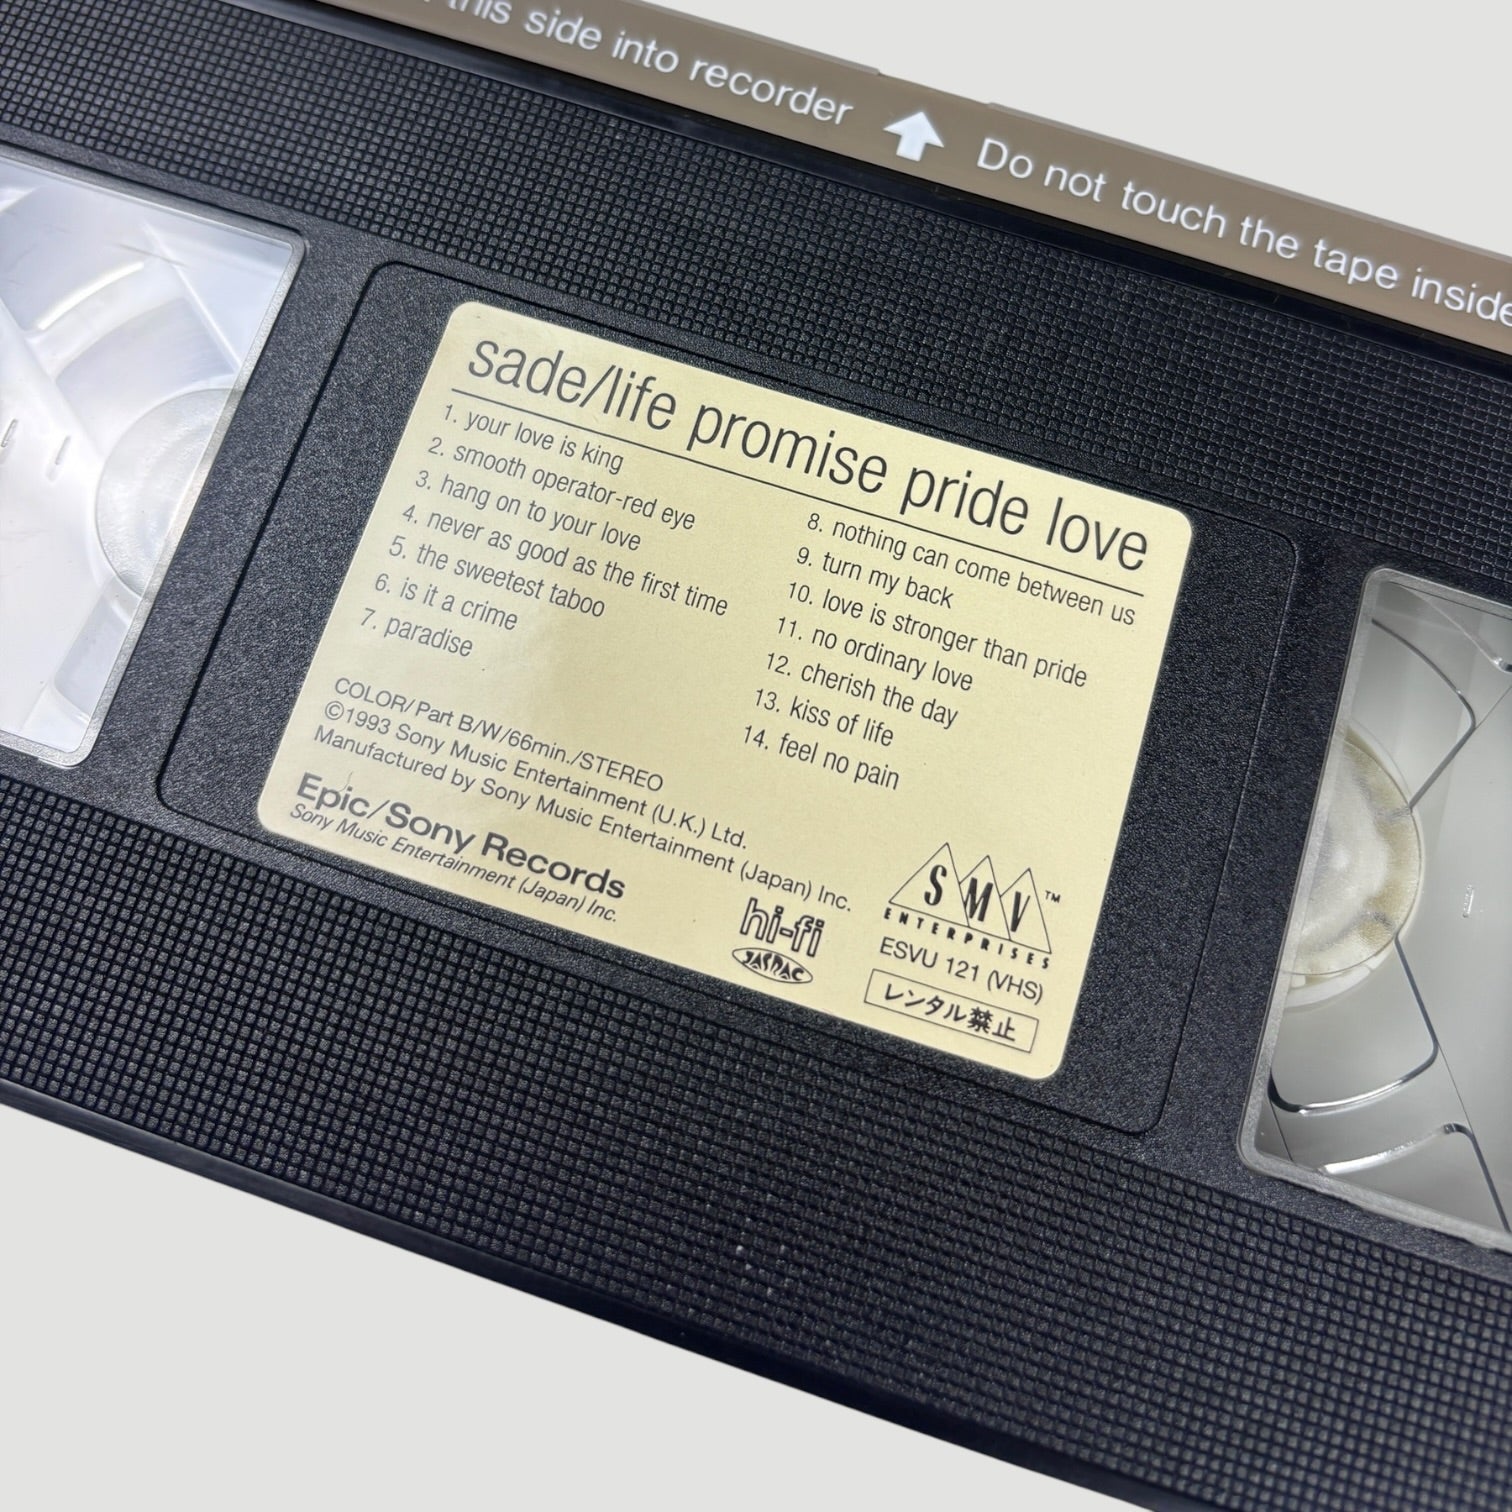 this side into recorder Do not touch the tape inside
sade/life promise pride love
1. your love is king
2. smooth operator-red eye
3. hang on to your love
4. never as good as the first time
5. the sweetest taboo
6. is it a crime
7. paradise
8. nothing can come between us
9. turn my back
10. love is stronger than pride
11. no ordinary love
12. cherish the day
13. kiss of life
14. feel no pain
COLOR/Part B/W/66min./STEREO
©1993 Sony Music Entertainment (U.K.) Ltd.
Manufactured by Sony Music Entertainment (Japan) Inc.
Epic/Sony Records
Sony Music Entertainment (Japan) Inc.
hi-fi
JASRAC
SMV™
ENTERPRISES
ESVU 121 (VHS)
レンタル禁止